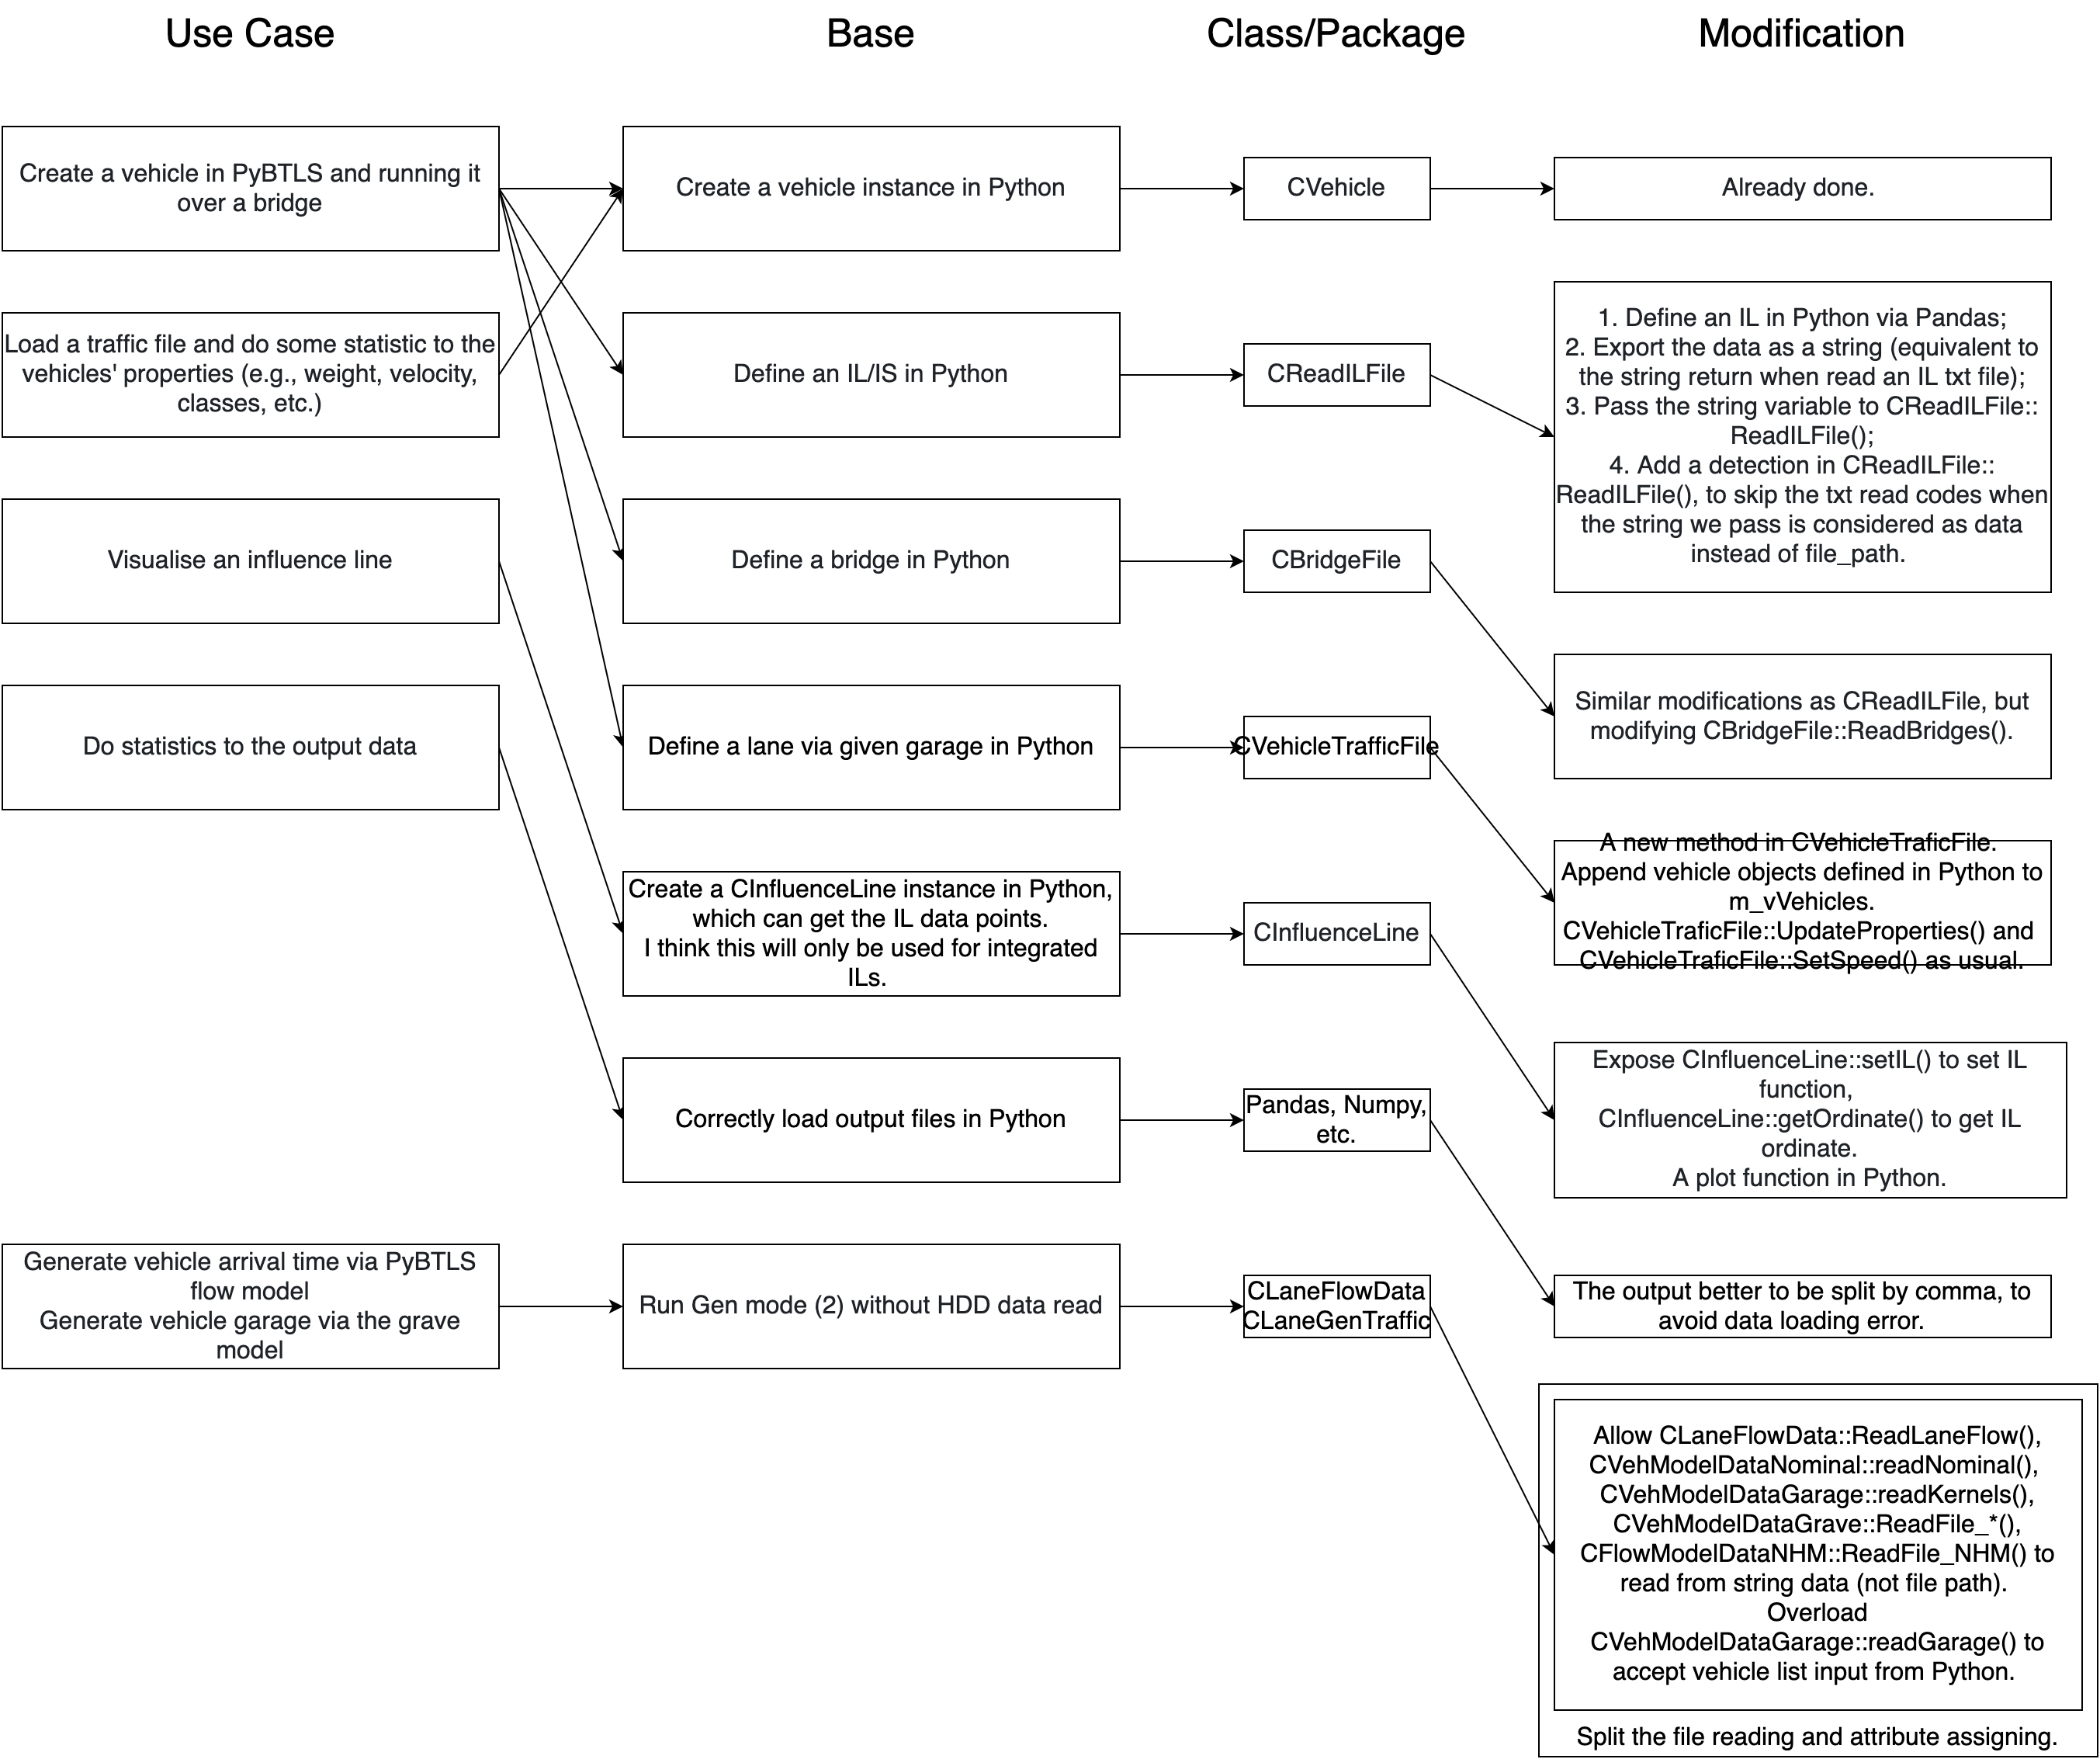 Use Case
Base
Class/Package
Modification
Create a vehicle in PyBTLS and running it
over a bridge
Create a vehicle instance in Python
CVehicle
Already done.
Load a traffic file and do some statistic to the
vehicles' properties (e.g., weight, velocity,
classes, etc.)
Define an IL/IS in Python
CReadILFile
1. Define an IL in Python via Pandas;
2. Export the data as a string (equivalent to
the string return when read an IL txt file);
3. Pass the string variable to CReadILFile::
ReadILFile();
4. Add a detection in CReadILFile::
ReadILFile(), to skip the txt read codes when
the string we pass is considered as data
instead of file_path.
Visualise an influence line
Define a bridge in Python
CBridgeFile
Similar modifications as CReadILFile, but
modifying CBridgeFile::ReadBridges().
Do statistics to the output data
Define a lane via given garage in Python
CVehicleTrafficFile
A new method in CVehicleTraficFile.
Append vehicle objects defined in Python to
m_vVehicles.
CVehicleTraficFile::UpdateProperties() and
CVehicleTraficFile::SetSpeed() as usual.
Create a CInfluenceLine instance in Python,
which can get the IL data points.
I think this will only be used for integrated
ILs.
CInfluenceLine
Expose CInfluenceLine::setIL() to set IL
function,
CInfluenceLine::getOrdinate() to get IL
ordinate.
A plot function in Python.
Correctly load output files in Python
Pandas, Numpy,
etc.
The output better to be split by comma, to
avoid data loading error.
Generate vehicle arrival time via PyBTLS
flow model
Generate vehicle garage via the grave
model
Run Gen mode (2) without HDD data read
CLaneFlowData
CLaneGenTraffic
Allow CLaneFlowData::ReadLaneFlow(),
CVehModelDataNominal::readNominal(),
CVehModelDataGarage::readKernels(),
CVehModelDataGrave::ReadFile_*(),
CFlowModelDataNHM::ReadFile_NHM() to
read from string data (not file path).
Overload
CVehModelDataGarage::readGarage() to
accept vehicle list input from Python.
Split the file reading and attribute assigning.